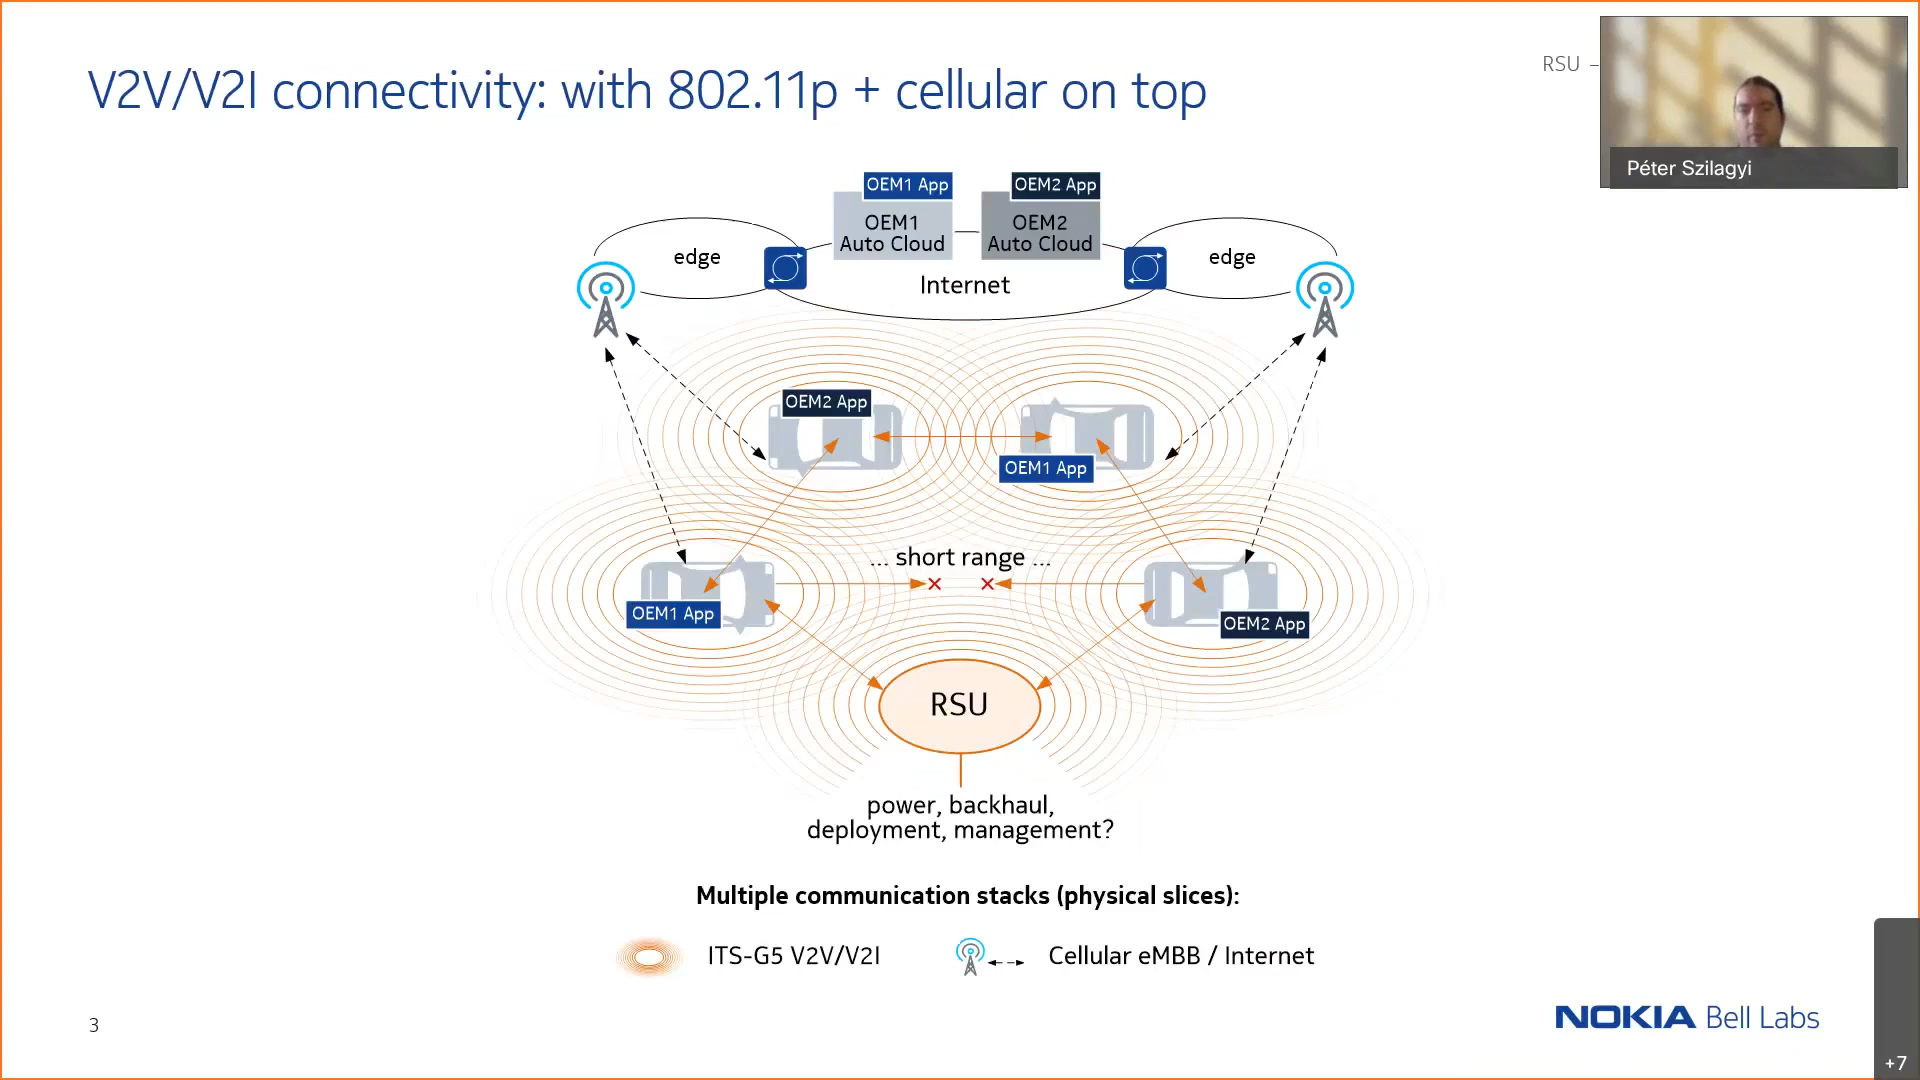 V2V/V2I connectivity: with 802.11p + cellular on top
RSU –
Péter Szilagyi
OEM1 App
OEM2 App
OEM1
Auto Cloud
OEM2
Auto Cloud
edge
edge
Internet
OEM2 App
OEM1 App
... short range ...
OEM1 App
OEM2 App
RSU
power, backhaul,
deployment, management?
Multiple communication stacks (physical slices):
ITS-G5 V2V/V2I
Cellular eMBB / Internet
3
NOKIA Bell Labs
+7